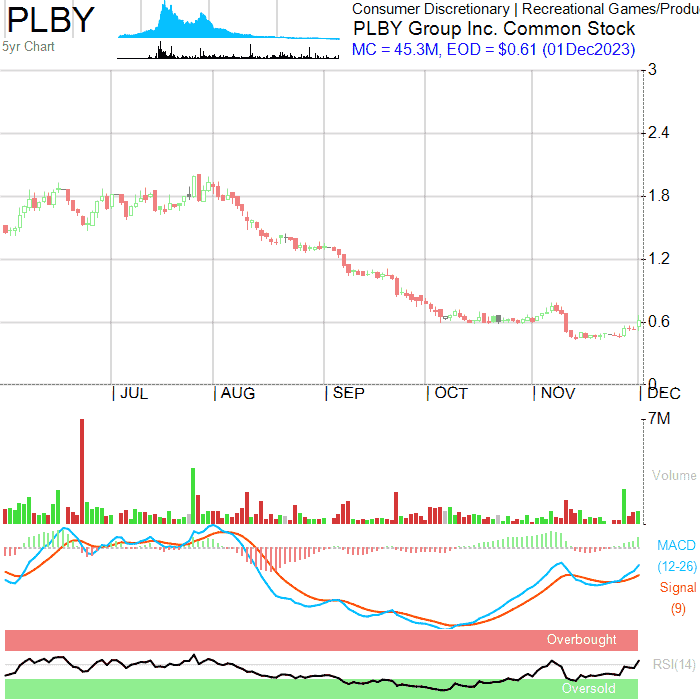 PLBY
5yr Chart
Consumer Discretionary | Recreational Games/Produ
PLBY Group Inc. Common Stock
MC = 45.3M, EOD = $0.61 (01Dec2023)
3
2.4
1.8
1.2
0.6
0
| JUL | AUG | SEP | OCT | NOV | DEC
7M
Volume
MACD
(12-26)
Signal
(9)
Overbought
RSI(14)
Oversold